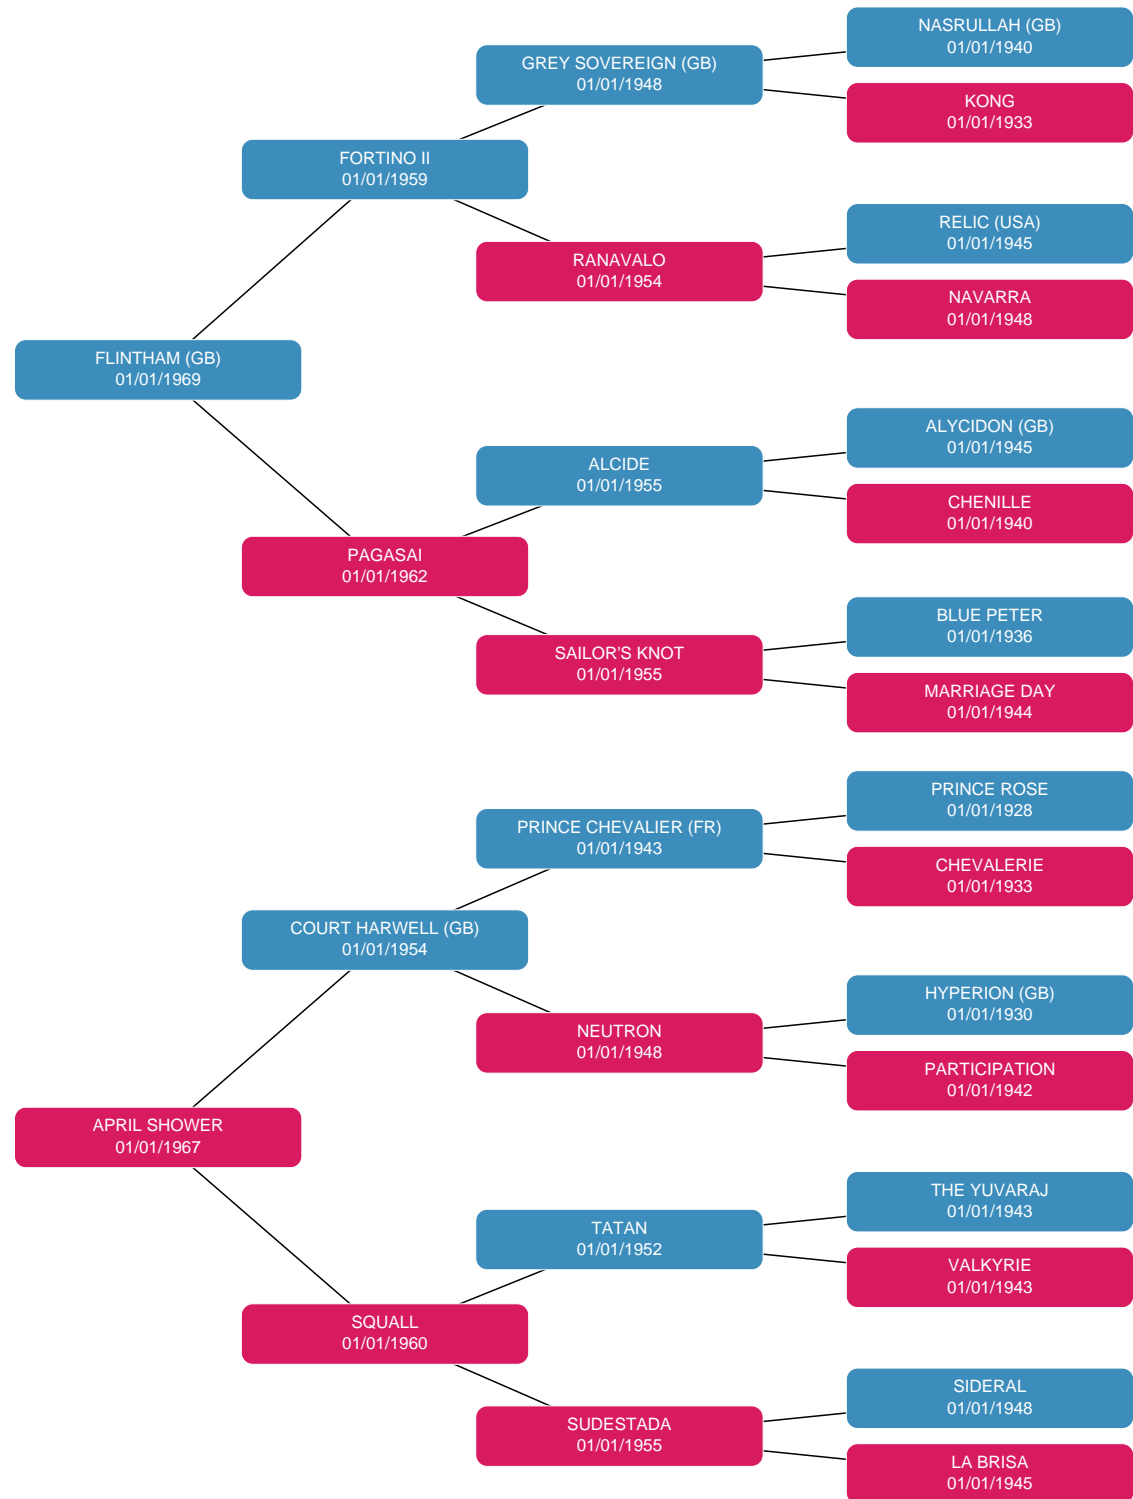 NASRULLAH (GB)
01/01/1940
GREY SOVEREIGN (GB)
01/01/1948
KONG
01/01/1933
FORTINO II
01/01/1959
RELIC (USA)
01/01/1945
RANAVALO
01/01/1954
NAVARRA
01/01/1948
FLINTHAM (GB)
01/01/1969
ALYCIDON (GB)
01/01/1945
ALCIDE
01/01/1955
CHENILLE
01/01/1940
PAGASAI
01/01/1962
BLUE PETER
01/01/1936
SAILOR'S KNOT
01/01/1955
MARRIAGE DAY
01/01/1944
PRINCE ROSE
01/01/1928
PRINCE CHEVALIER (FR)
01/01/1943
CHEVALERIE
01/01/1933
COURT HARWELL (GB)
01/01/1954
HYPERION (GB)
01/01/1930
NEUTRON
01/01/1948
PARTICIPATION
01/01/1942
APRIL SHOWER
01/01/1967
THE YUVARAJ
01/01/1943
TATAN
01/01/1952
VALKYRIE
01/01/1943
SQUALL
01/01/1960
SIDERAL
01/01/1948
SUDESTADA
01/01/1955
LA BRISA
01/01/1945